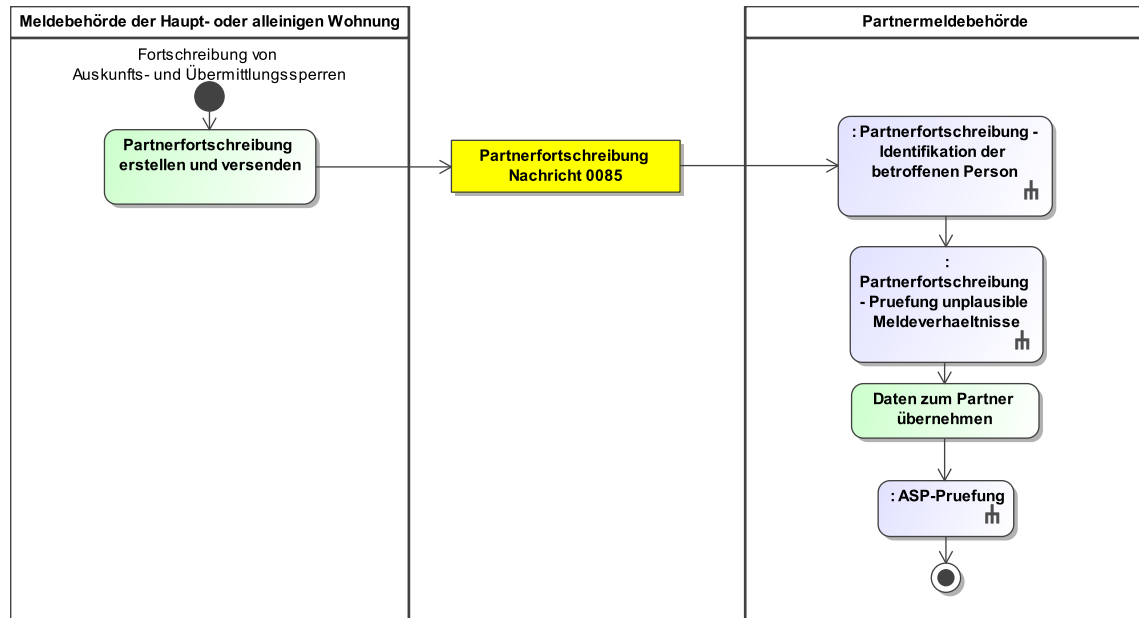 Meldebehörde der Haupt- oder alleinigen Wohnung
Partnermeldebehörde
Fortschreibung von
Auskunfts- und Übermittlungssperren
Partnerfortschreibung
erstellen und versenden
Partnerfortschreibung
Nachricht 0085
: Partnerfortschreibung -
Identifikation der
betroffenen Person
:
Partnerfortschreibung
- Pruefung unplausible
Meldeverhaeltnisse
Daten zum Partner
übernehmen
: ASP-Pruefung